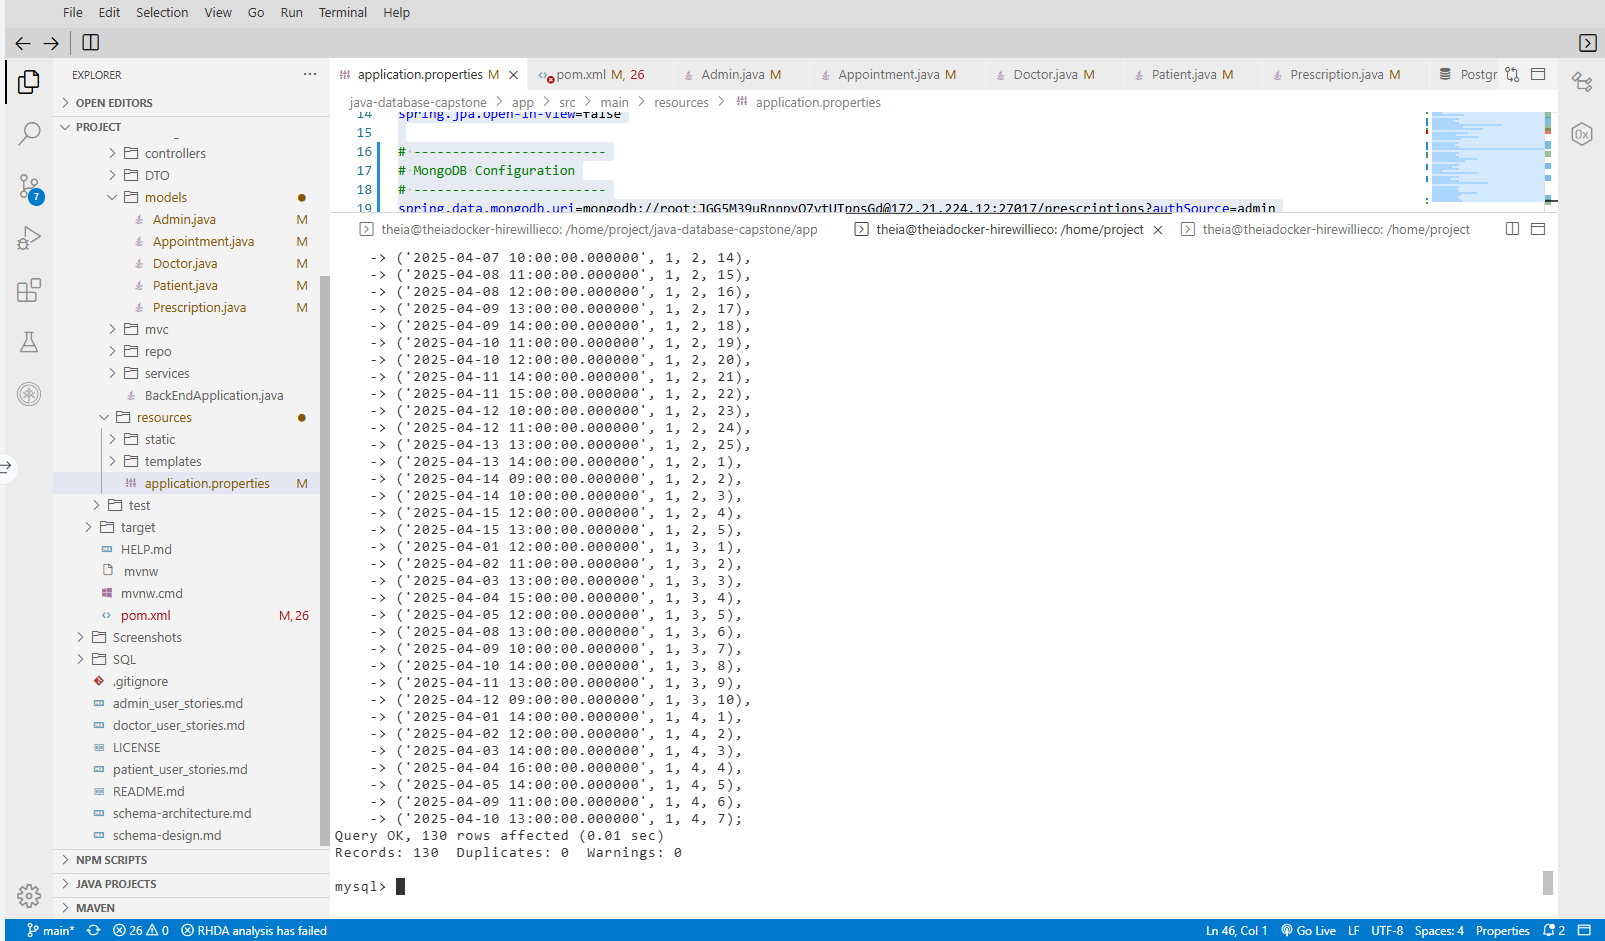 File Edit Selection View Go Run Terminal Help
EXPLORER
OPEN EDITORS
PROJECT
controllers
DTO
models
Admin.java M
Appointment.java M
Doctor.java M
Patient.java M
Prescription.java M
mvc
repo
services
BackEndApplication.java
resources
static
templates
application.properties M
test
target
HELP.md
mvnw
mvnw.cmd
pom.xml M, 26
Screenshots
SQL
.gitignore
admin_user_stories.md
doctor_user_stories.md
LICENSE
patient_user_stories.md
README.md
schema-architecture.md
schema-design.md
NPM SCRIPTS
JAVA PROJECTS
MAVEN
7
application.properties M pom.xml M, 26 Admin.java M Appointment.java M Doctor.java M Patient.java M Prescription.java M Postgr
java-database-capstone > app > src > main > resources > application.properties
14 spring.jpa.open-in-view=false
15
16 # -------------------------
17 # MongoDB Configuration
18 # -------------------------
19 spring.data.mongodb.uri=mongodb://root:JGG5M39uRnnpvO7ytUTpnsGd@172.21.224.12:27017/prescriptions?authSource=admin
theia@theiadocker-hirewillieco: /home/project/java-database-capstone/app theia@theiadocker-hirewillieco: /home/project theia@theiadocker-hirewillieco: /home/project
-> ('2025-04-07 10:00:00.000000', 1, 2, 14),
-> ('2025-04-08 11:00:00.000000', 1, 2, 15),
-> ('2025-04-08 12:00:00.000000', 1, 2, 16),
-> ('2025-04-09 13:00:00.000000', 1, 2, 17),
-> ('2025-04-09 14:00:00.000000', 1, 2, 18),
-> ('2025-04-10 11:00:00.000000', 1, 2, 19),
-> ('2025-04-10 12:00:00.000000', 1, 2, 20),
-> ('2025-04-11 14:00:00.000000', 1, 2, 21),
-> ('2025-04-11 15:00:00.000000', 1, 2, 22),
-> ('2025-04-12 10:00:00.000000', 1, 2, 23),
-> ('2025-04-12 11:00:00.000000', 1, 2, 24),
-> ('2025-04-13 13:00:00.000000', 1, 2, 25),
-> ('2025-04-13 14:00:00.000000', 1, 2, 1),
-> ('2025-04-14 09:00:00.000000', 1, 2, 2),
-> ('2025-04-14 10:00:00.000000', 1, 2, 3),
-> ('2025-04-15 12:00:00.000000', 1, 2, 4),
-> ('2025-04-15 13:00:00.000000', 1, 2, 5),
-> ('2025-04-01 12:00:00.000000', 1, 3, 1),
-> ('2025-04-02 11:00:00.000000', 1, 3, 2),
-> ('2025-04-03 13:00:00.000000', 1, 3, 3),
-> ('2025-04-04 15:00:00.000000', 1, 3, 4),
-> ('2025-04-05 12:00:00.000000', 1, 3, 5),
-> ('2025-04-08 13:00:00.000000', 1, 3, 6),
-> ('2025-04-09 10:00:00.000000', 1, 3, 7),
-> ('2025-04-10 14:00:00.000000', 1, 3, 8),
-> ('2025-04-11 13:00:00.000000', 1, 3, 9),
-> ('2025-04-12 09:00:00.000000', 1, 3, 10),
-> ('2025-04-01 14:00:00.000000', 1, 4, 1),
-> ('2025-04-02 12:00:00.000000', 1, 4, 2),
-> ('2025-04-03 14:00:00.000000', 1, 4, 3),
-> ('2025-04-04 16:00:00.000000', 1, 4, 4),
-> ('2025-04-05 14:00:00.000000', 1, 4, 5),
-> ('2025-04-09 11:00:00.000000', 1, 4, 6),
-> ('2025-04-10 13:00:00.000000', 1, 4, 7);
Query OK, 130 rows affected (0.01 sec)
Records: 130  Duplicates: 0  Warnings: 0
mysql>
0x
main* 26 0 RHDA analysis has failed Ln 46, Col 1 Go Live LF UTF-8 Spaces: 4 Properties 2